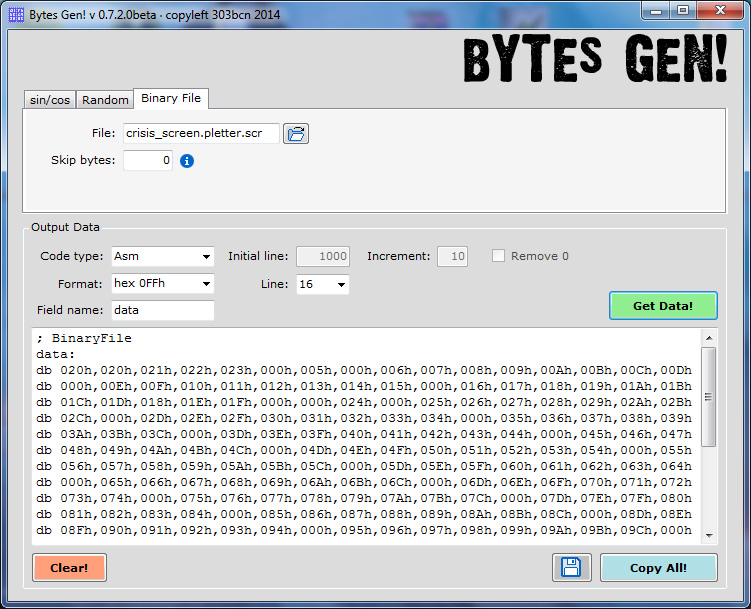 Bytes Gen! v 0.7.2.0beta · copyleft 303bcn 2014
BYTES GEN!
sin/cos Random Binary File
File: crisis_screen.pletter.scr
Skip bytes: 0
Output Data
Code type: Asm Initial line: 1000 Increment: 10 Remove 0
Format: hex 0FFh Line: 16
Field name: data
Get Data!
; BinaryFile
data:
db 020h,020h,021h,022h,023h,000h,005h,000h,006h,007h,008h,009h,00Ah,00Bh,00Ch,00Dh
db 000h,00Eh,00Fh,010h,011h,012h,013h,014h,015h,000h,016h,017h,018h,019h,01Ah,01Bh
db 01Ch,01Dh,018h,01Eh,01Fh,000h,000h,024h,000h,025h,026h,027h,028h,029h,02Ah,02Bh
db 02Ch,000h,02Dh,02Eh,02Fh,030h,031h,032h,033h,034h,000h,035h,036h,037h,038h,039h
db 03Ah,03Bh,03Ch,000h,03Dh,03Eh,03Fh,040h,041h,042h,043h,044h,000h,045h,046h,047h
db 048h,049h,04Ah,04Bh,04Ch,000h,04Dh,04Eh,04Fh,050h,051h,052h,053h,054h,000h,055h
db 056h,057h,058h,059h,05Ah,05Bh,05Ch,000h,05Dh,05Eh,05Fh,060h,061h,062h,063h,064h
db 000h,065h,066h,067h,068h,069h,06Ah,06Bh,06Ch,000h,06Dh,06Eh,06Fh,070h,071h,072h
db 073h,074h,000h,075h,076h,077h,078h,079h,07Ah,07Bh,07Ch,000h,07Dh,07Eh,07Fh,080h
db 081h,082h,083h,084h,000h,085h,086h,087h,088h,089h,08Ah,08Bh,08Ch,000h,08Dh,08Eh
db 08Fh,090h,091h,092h,093h,094h,000h,095h,096h,097h,098h,099h,09Ah,09Bh,09Ch,000h
Clear! Copy All!